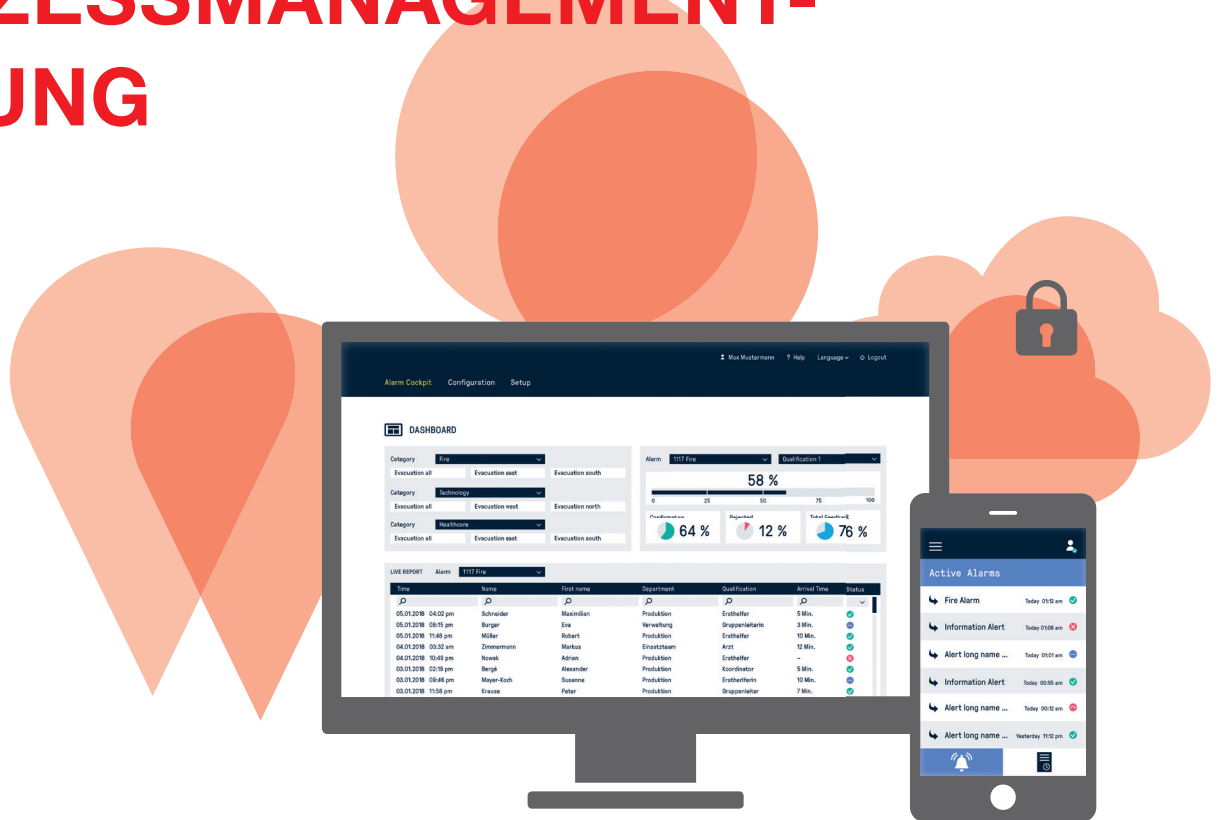 ZESSMANAGEMENT-
UNG
Max Mustermann ? Help Language Logout
Alarm Cockpit Configuration Setup
DASHBOARD
Category Fire
Evacuation all Evacuation east Evacuation south
Category Technology
Evacuation all Evacuation west Evacuation north
Category Healthcare
Evacuation all Evacuation east Evacuation south
Alarm 1117 Fire Qualification 1
58 %
0 25 50 75 100
Confirmation Rejected Total Feedback
64 % 12 % 76 %
LIVE REPORT Alarm 1117 Fire
Time Name First name Department Qualification Arrival Time Status
05.01.2018 04:02 pm Schneider Maximilian Produktion Ersthelfer 5 Min.
05.01.2018 08:15 pm Burger Eva Verwaltung Gruppenleiterin 3 Min.
05.01.2018 11:48 pm Müller Robert Produktion Ersthelfer 10 Min.
04.01.2018 03:32 am Zimmermann Markus Einsatzteam Arzt 12 Min.
04.01.2018 10:49 pm Nowak Adrian Produktion Ersthelfer –
03.01.2018 02:19 pm Bergé Alexander Produktion Koordinator 5 Min.
03.01.2018 09:46 pm Mayer-Koch Susanne Produktion Erstherlferin 10 Min.
03.01.2018 11:58 pm Krause Peter Produktion Gruppenleiter 7 Min.
Active Alarms
Fire Alarm Today 01:12 am
Information Alert Today 01:08 am
Alert long name ... Today 01:01 am
Information Alert Today 00:55 am
Alert long name ... Today 00:12 am
Alert long name ... Yesterday 11:12 pm